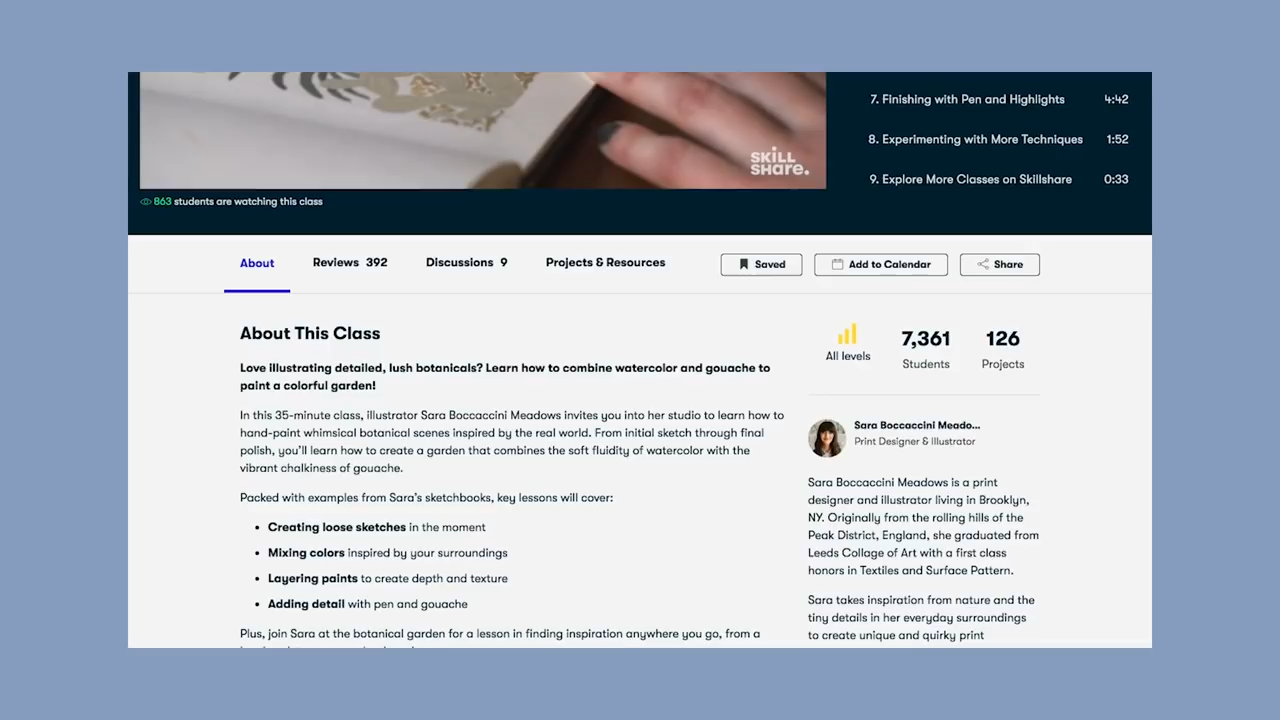 SKILL
SHare.
7. Finishing with Pen and Highlights 4:42
8. Experimenting with More Techniques 1:52
9. Explore More Classes on Skillshare 0:33
863 students are watching this class
About Reviews 392 Discussions 9 Projects & Resources Saved Add to Calendar Share
About This Class
Love illustrating detailed, lush botanicals? Learn how to combine watercolor and gouache to
paint a colorful garden!
In this 35-minute class, illustrator Sara Boccaccini Meadows invites you into her studio to learn how to
hand-paint whimsical botanical scenes inspired by the real world. From initial sketch through final
polish, you'll learn how to create a garden that combines the soft fluidity of watercolor with the
vibrant chalkiness of gouache.
Packed with examples from Sara's sketchbooks, key lessons will cover:
• Creating loose sketches in the moment
• Mixing colors inspired by your surroundings
• Layering paints to create depth and texture
• Adding detail with pen and gouache
Plus, join Sara at the botanical garden for a lesson in finding inspiration anywhere you go, from a
All levels
7,361
Students
126
Projects
Sara Boccaccini Meado...
Print Designer & Illustrator
Sara Boccaccini Meadows is a print
designer and illustrator living in Brooklyn,
NY. Originally from the rolling hills of the
Peak District, England, she graduated from
Leeds Collage of Art with a first class
honors in Textiles and Surface Pattern.
Sara takes inspiration from nature and the
tiny details in her everyday surroundings
to create unique and quirky print